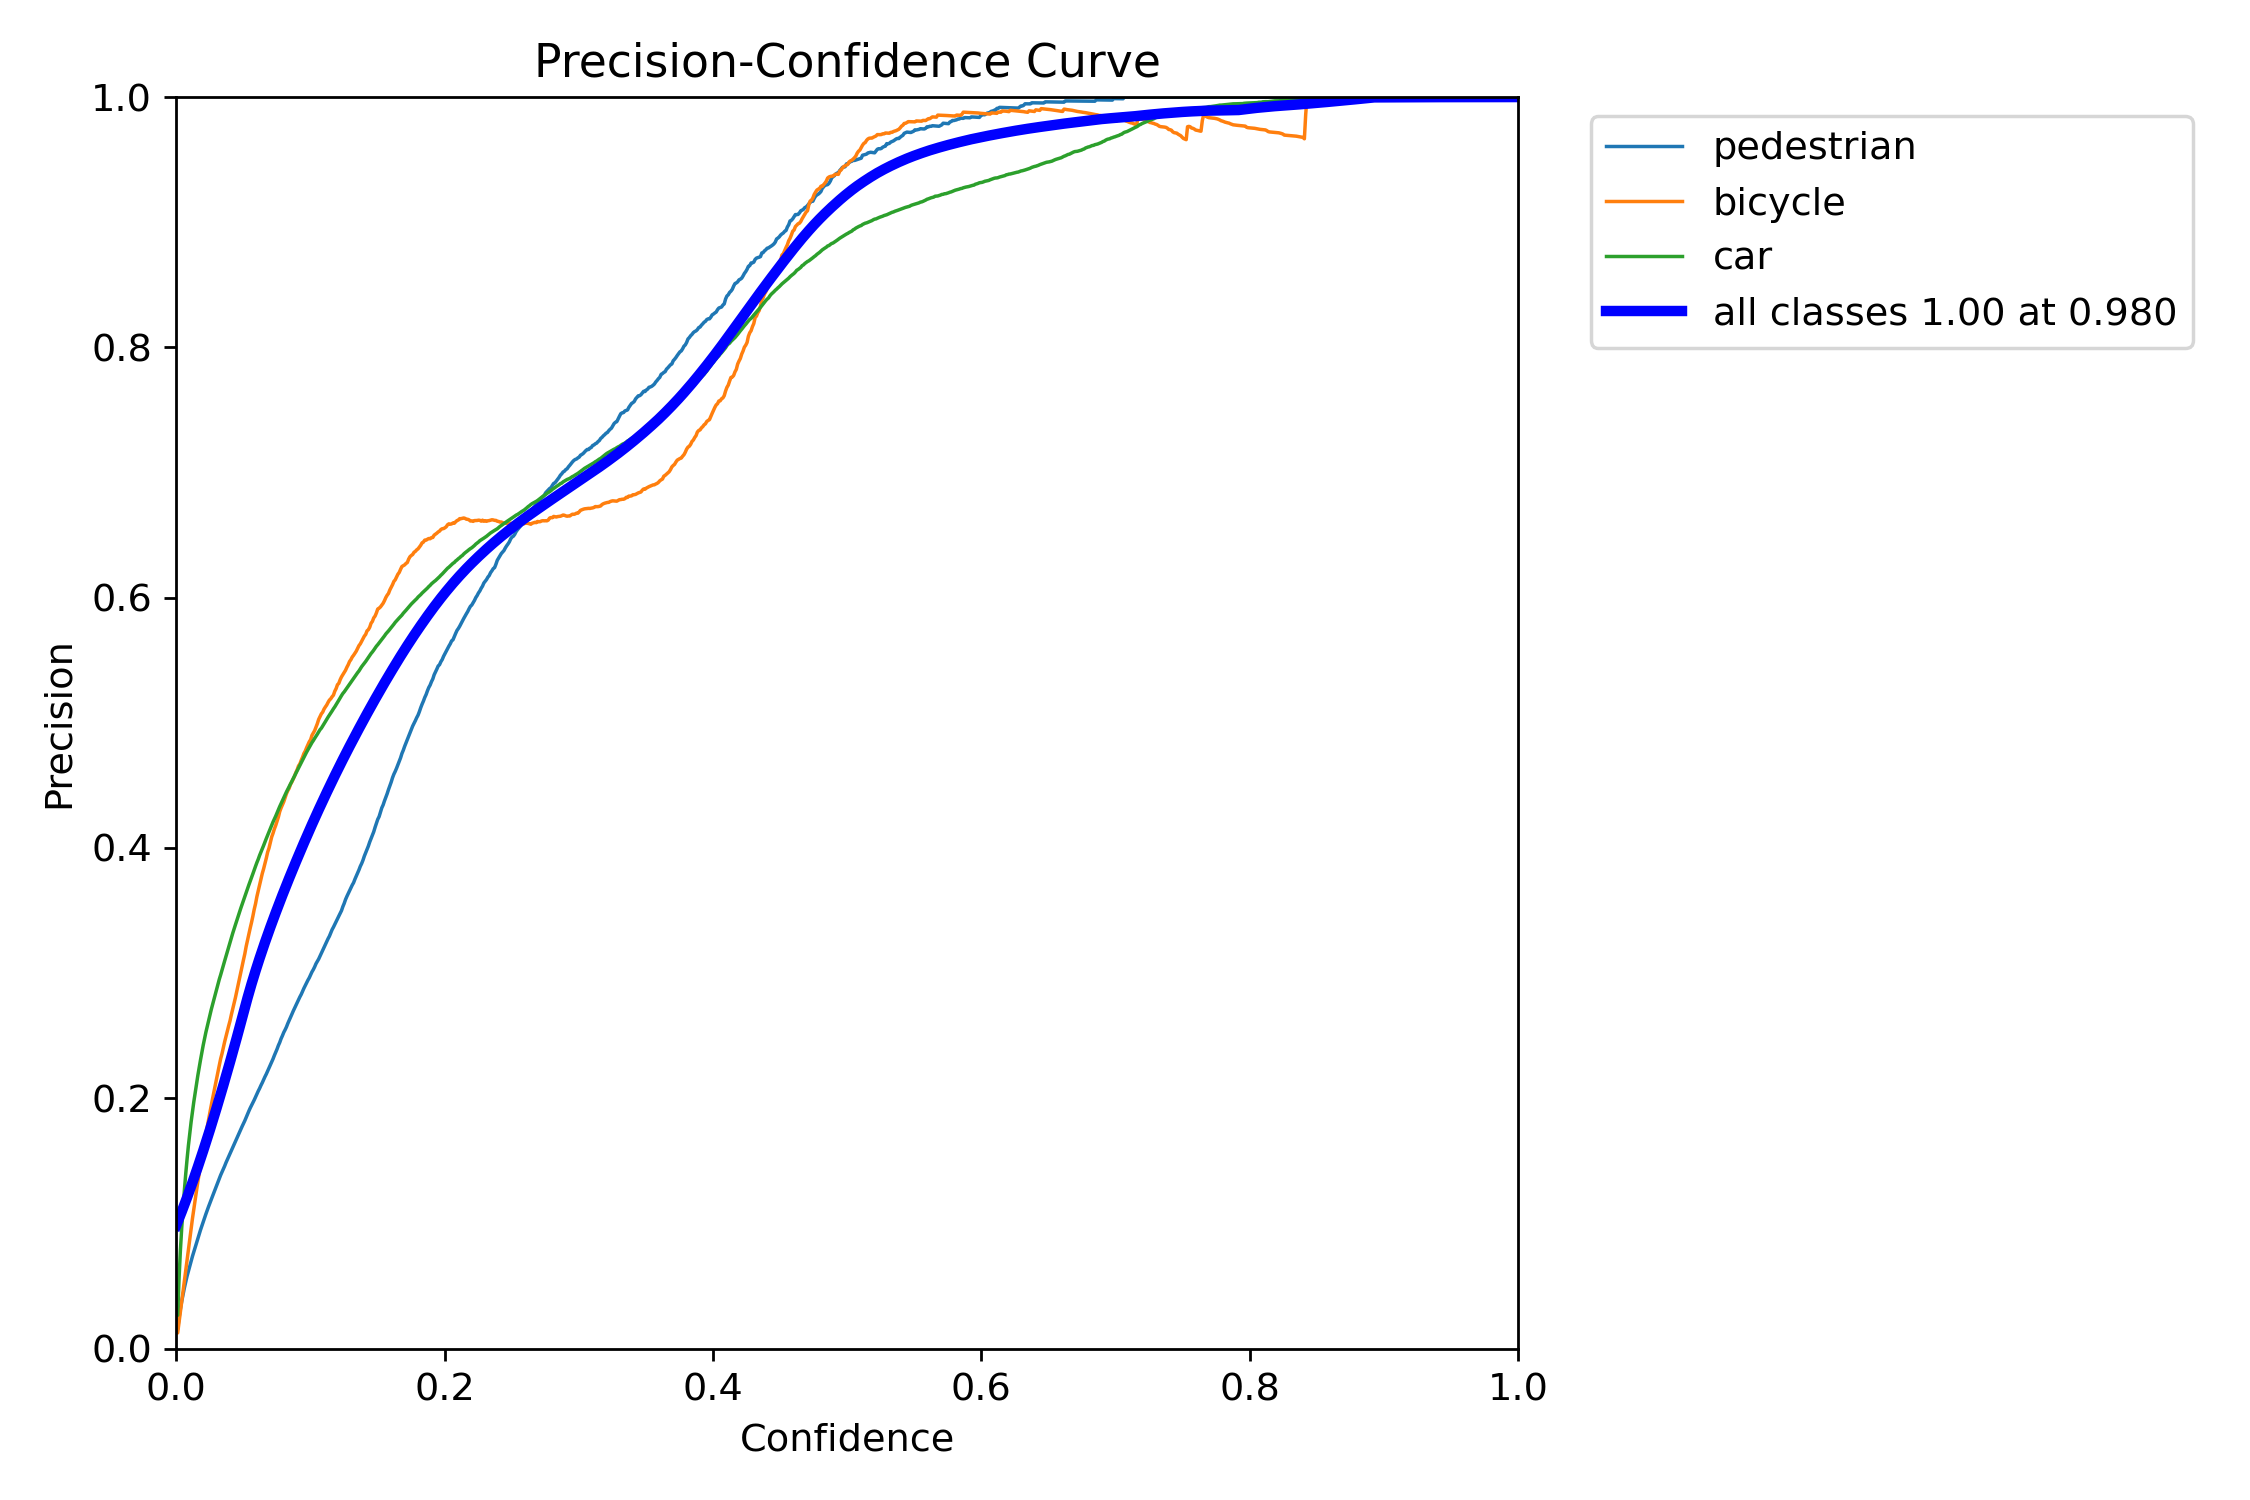 Precision-Confidence Curve
1.0
0.8
0.6
0.4
0.2
0.0
Precision
0.0 0.2 0.4 0.6 0.8 1.0
Confidence
pedestrian
bicycle
car
all classes 1.00 at 0.980